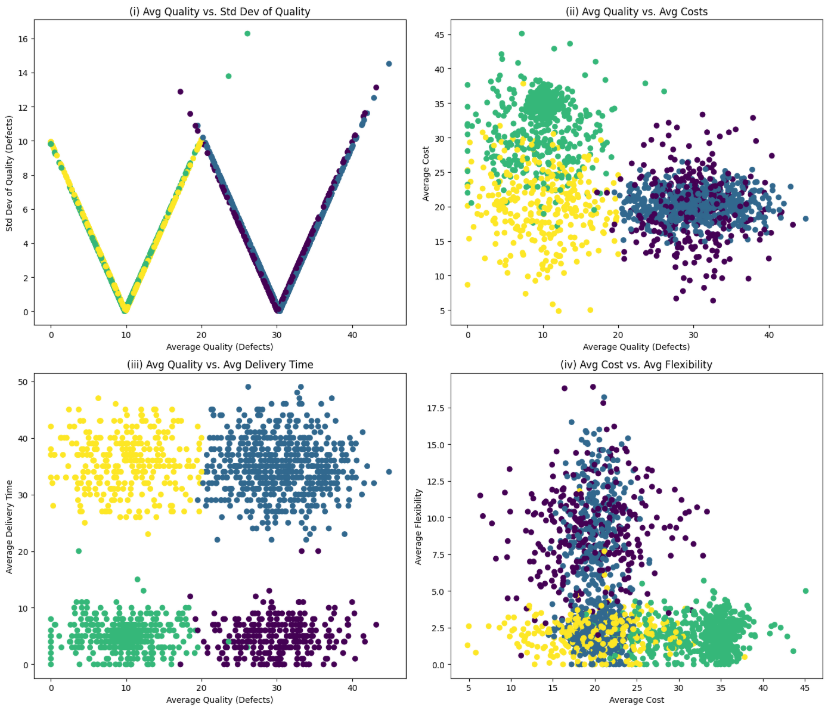 (i) Avg Quality vs. Std Dev of Quality
16
14
12
10
8
6
4
2
0
Std Dev of Quality (Defects)
0 10 20 30 40
Average Quality (Defects)
(ii) Avg Quality vs. Avg Costs
45
40
35
30
25
20
15
10
5
Average Cost
0 10 20 30 40
Average Quality (Defects)
(iii) Avg Quality vs. Avg Delivery Time
50
40
30
20
10
0
Average Delivery Time
0 10 20 30 40
Average Quality (Defects)
(iv) Avg Cost vs. Avg Flexibility
17.5
15.0
12.5
10.0
7.5
5.0
2.5
0.0
Average Flexibility
5 10 15 20 25 30 35 40 45
Average Cost